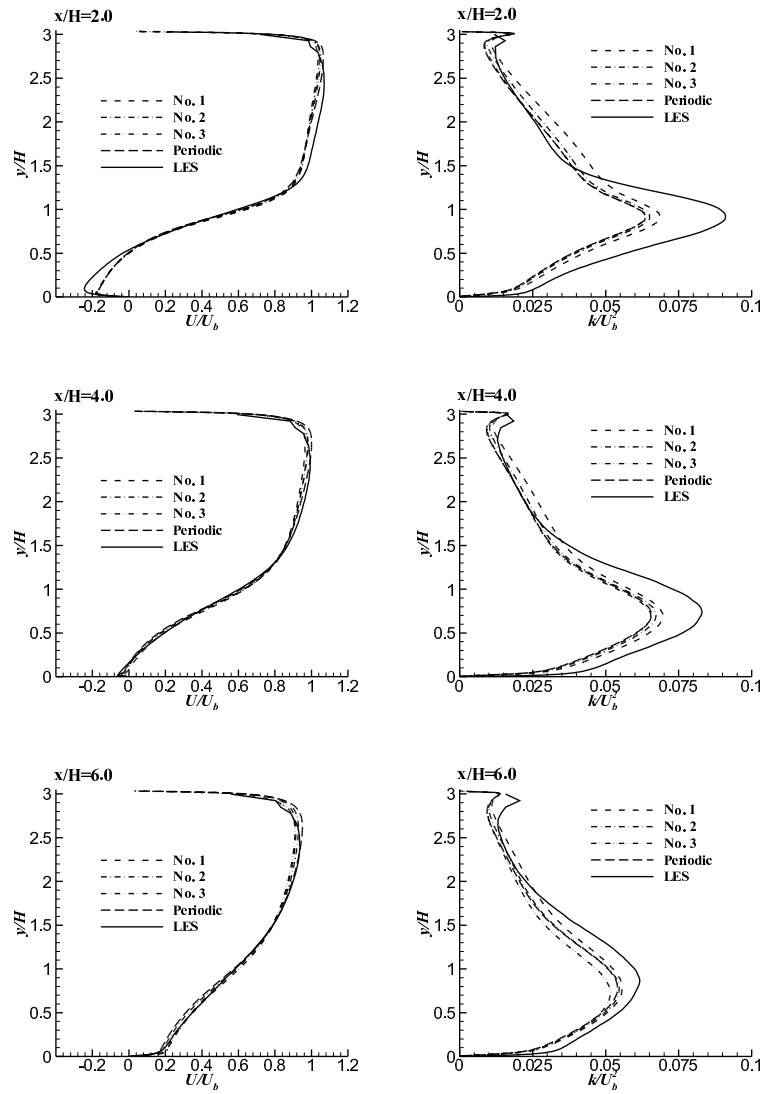 x/H=2.0
3
2.5
2
1.5
1
0.5
0
y/H
No. 1
No. 2
No. 3
Periodic
LES
-0.2 0 0.2 0.4 0.6 0.8 1 1.2
U/U_b
x/H=2.0
3
2.5
2
1.5
1
0.5
0
y/H
No. 1
No. 2
No. 3
Periodic
LES
0 0.025 0.05 0.075 0.1
k/U_b^2
x/H=4.0
3
2.5
2
1.5
1
0.5
0
y/H
No. 1
No. 2
No. 3
Periodic
LES
-0.2 0 0.2 0.4 0.6 0.8 1 1.2
U/U_b
x/H=4.0
3
2.5
2
1.5
1
0.5
0
y/H
No. 1
No. 2
No. 3
Periodic
LES
0 0.025 0.05 0.075 0.1
k/U_b^2
x/H=6.0
3
2.5
2
1.5
1
0.5
0
y/H
No. 1
No. 2
No. 3
Periodic
LES
-0.2 0 0.2 0.4 0.6 0.8 1 1.2
U/U_b
x/H=6.0
3
2.5
2
1.5
1
0.5
0
y/H
No. 1
No. 2
No. 3
Periodic
LES
0 0.025 0.05 0.075 0.1
k/U_b^2